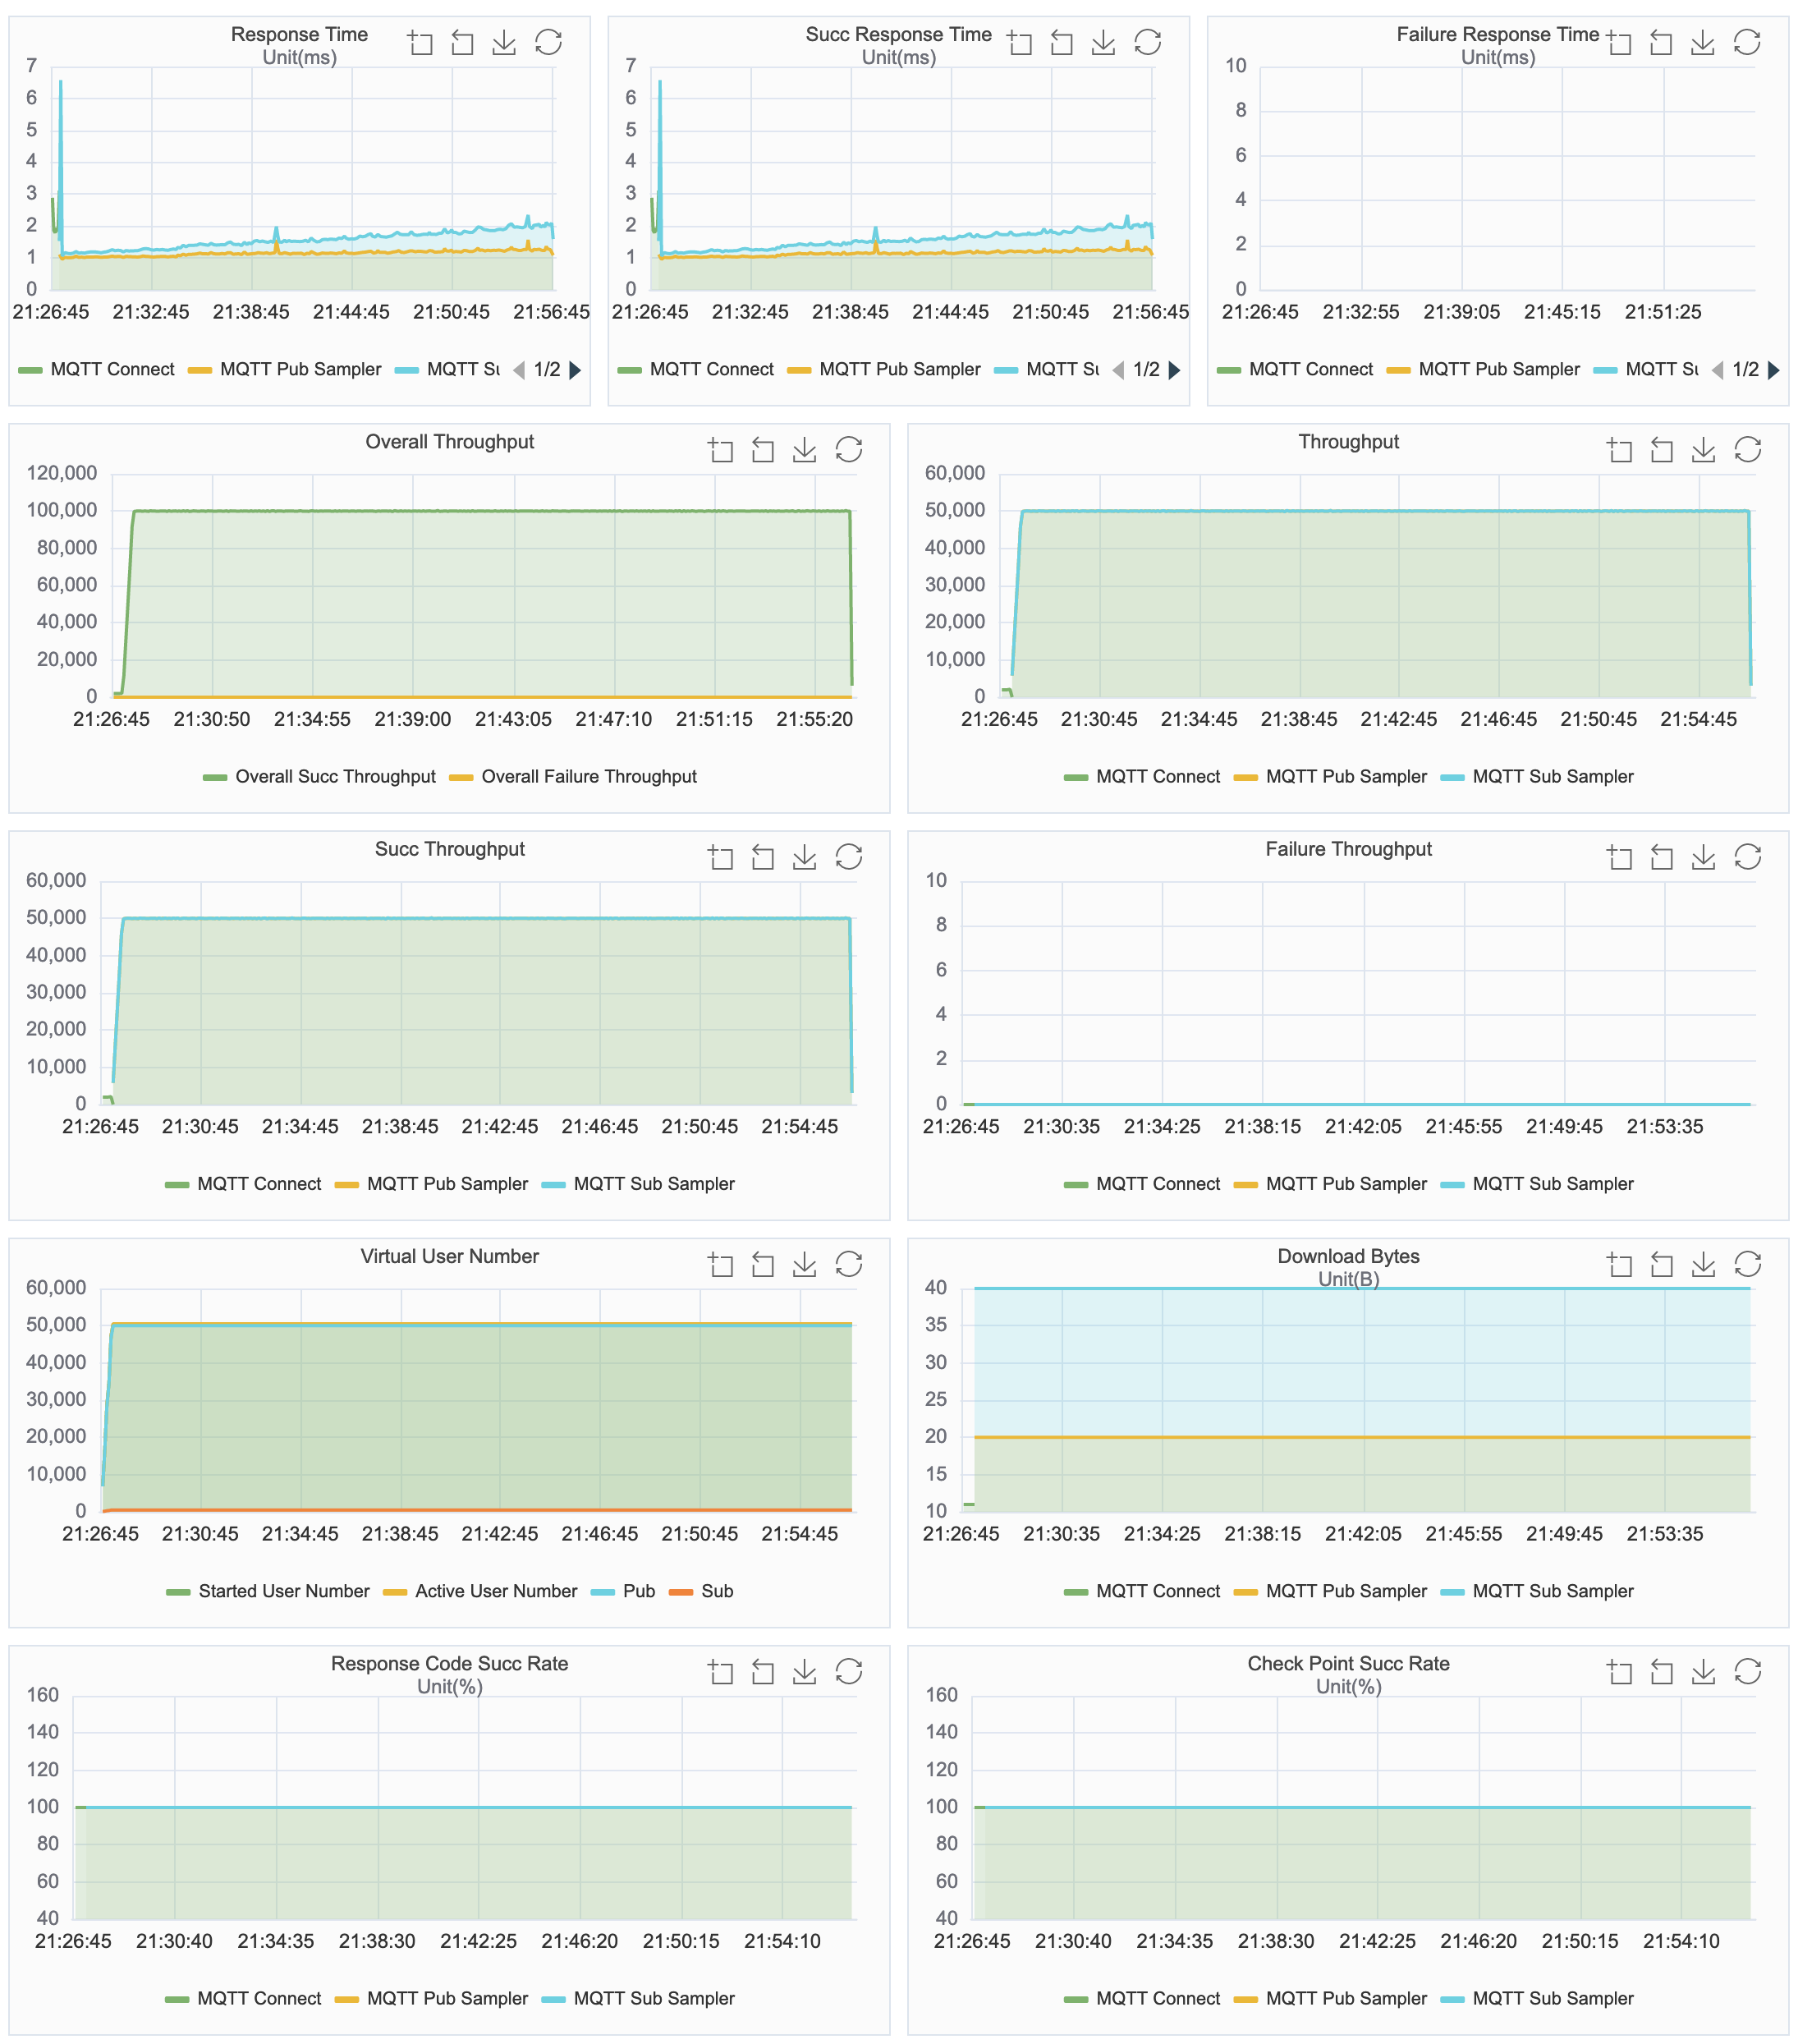 Response Time
Unit(ms)
7
6
5
4
3
2
1
0
21:26:45 21:32:45 21:38:45 21:44:45 21:50:45 21:56:45
MQTT Connect MQTT Pub Sampler MQTT Su 1/2
Succ Response Time
Unit(ms)
7
6
5
4
3
2
1
0
21:26:45 21:32:45 21:38:45 21:44:45 21:50:45 21:56:45
MQTT Connect MQTT Pub Sampler MQTT Su 1/2
Failure Response Time
Unit(ms)
10
8
6
4
2
0
21:26:45 21:32:55 21:39:05 21:45:15 21:51:25
MQTT Connect MQTT Pub Sampler MQTT Su 1/2
Overall Throughput
120,000
100,000
80,000
60,000
40,000
20,000
0
21:26:45 21:30:50 21:34:55 21:39:00 21:43:05 21:47:10 21:51:15 21:55:20
Overall Succ Throughput Overall Failure Throughput
Throughput
60,000
50,000
40,000
30,000
20,000
10,000
0
21:26:45 21:30:45 21:34:45 21:38:45 21:42:45 21:46:45 21:50:45 21:54:45
MQTT Connect MQTT Pub Sampler MQTT Sub Sampler
Succ Throughput
60,000
50,000
40,000
30,000
20,000
10,000
0
21:26:45 21:30:45 21:34:45 21:38:45 21:42:45 21:46:45 21:50:45 21:54:45
MQTT Connect MQTT Pub Sampler MQTT Sub Sampler
Failure Throughput
10
8
6
4
2
0
21:26:45 21:30:35 21:34:25 21:38:15 21:42:05 21:45:55 21:49:45 21:53:35
MQTT Connect MQTT Pub Sampler MQTT Sub Sampler
Virtual User Number
60,000
50,000
40,000
30,000
20,000
10,000
0
21:26:45 21:30:45 21:34:45 21:38:45 21:42:45 21:46:45 21:50:45 21:54:45
Started User Number Active User Number Pub Sub
Download Bytes
Unit(B)
40
35
30
25
20
15
10
21:26:45 21:30:35 21:34:25 21:38:15 21:42:05 21:45:55 21:49:45 21:53:35
MQTT Connect MQTT Pub Sampler MQTT Sub Sampler
Response Code Succ Rate
Unit(%)
160
140
120
100
80
60
40
21:26:45 21:30:40 21:34:35 21:38:30 21:42:25 21:46:20 21:50:15 21:54:10
MQTT Connect MQTT Pub Sampler MQTT Sub Sampler
Check Point Succ Rate
Unit(%)
160
140
120
100
80
60
40
21:26:45 21:30:40 21:34:35 21:38:30 21:42:25 21:46:20 21:50:15 21:54:10
MQTT Connect MQTT Pub Sampler MQTT Sub Sampler